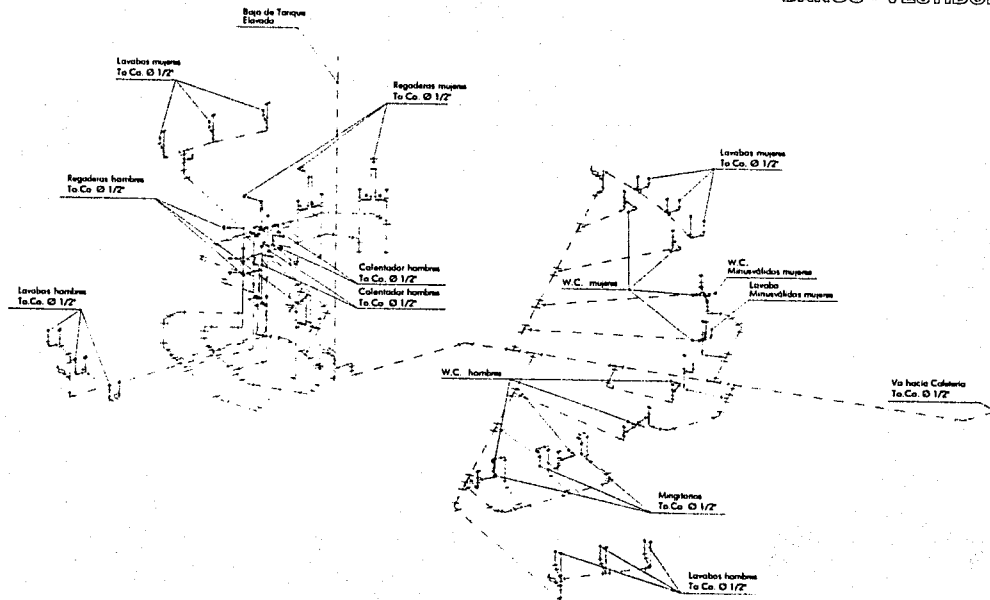 BAÑOS - VESTIDOR
Bajo de Tanque
Elevado
Lavabos mujeres
To Co. Ø 1/2"
Regaderas mujeres
To Co. Ø 1/2"
Lavabos mujeres
To Co. Ø 1/2"
Regaderas hombres
To Co Ø 1/2"
Calentador hombres
To Co. Ø 1/2"
Calentador hombres
To Co. Ø 1/2"
W.C.
Minusválidos mujeres
W.C. mujeres
Lavabo
Minusválidos mujeres
Lavabos hombres
To.Co. Ø 1/2"
W.C. hombres
Va hacia Cafetería
To.Co. Ø 1/2"
Mingitorios
To Co Ø 1/2"
Lavabos hombres
To Co. Ø 1/2"